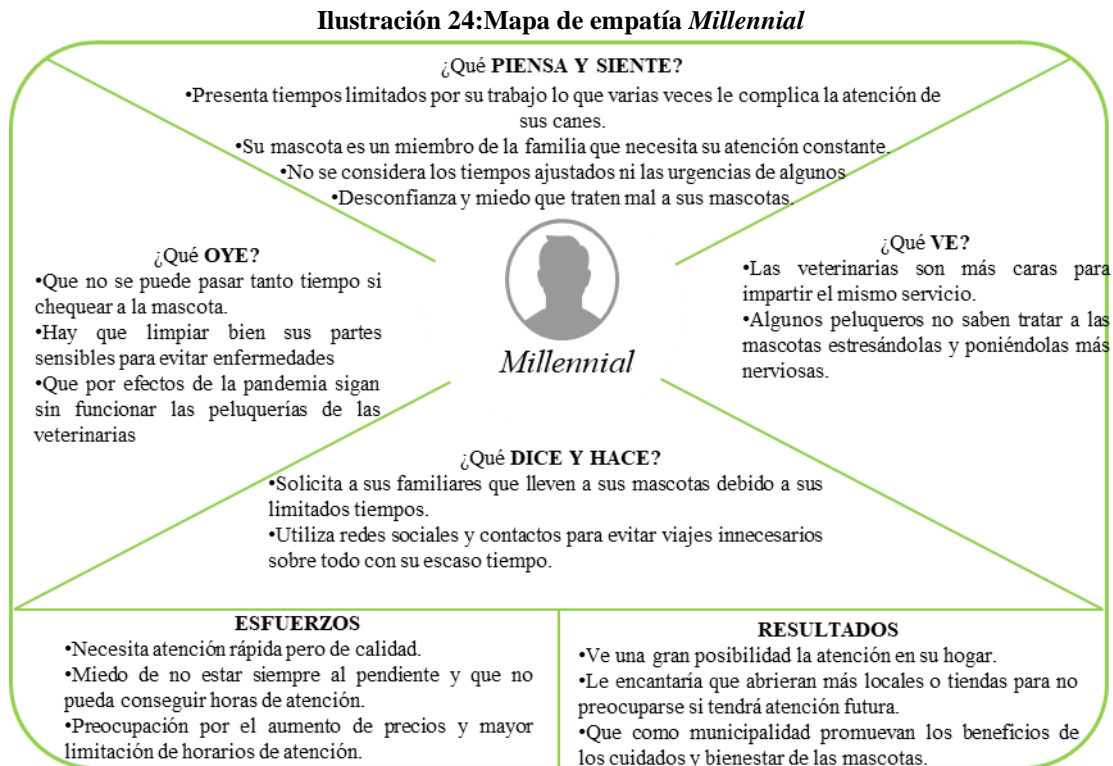 Ilustración 24:Mapa de empatía Millennial
¿Qué PIENSA Y SIENTE?
•Presenta tiempos limitados por su trabajo lo que varias veces le complica la atención de
sus canes.
•Su mascota es un miembro de la familia que necesita su atención constante.
•No se considera los tiempos ajustados ni las urgencias de algunos
•Desconfianza y miedo que traten mal a sus mascotas.
¿Qué OYE?
•Que no se puede pasar tanto tiempo si
chequear a la mascota.
•Hay que limpiar bien sus partes
sensibles para evitar enfermedades
•Que por efectos de la pandemia sigan
sin funcionar las peluquerías de las
veterinarias
Millennial
¿Qué VE?
•Las veterinarias son más caras para
impartir el mismo servicio.
•Algunos peluqueros no saben tratar a las
mascotas estresándolas y poniéndolas más
nerviosas.
¿Qué DICE Y HACE?
•Solicita a sus familiares que lleven a sus mascotas debido a sus
limitados tiempos.
•Utiliza redes sociales y contactos para evitar viajes innecesarios
sobre todo con su escaso tiempo.
ESFUERZOS
•Necesita atención rápida pero de calidad.
•Miedo de no estar siempre al pendiente y que no
pueda conseguir horas de atención.
•Preocupación por el aumento de precios y mayor
limitación de horarios de atención.
RESULTADOS
•Ve una gran posibilidad la atención en su hogar.
•Le encantaría que abrieran más locales o tiendas para no
preocuparse si tendrá atención futura.
•Que como municipalidad promuevan los beneficios de
los cuidados y bienestar de las mascotas.